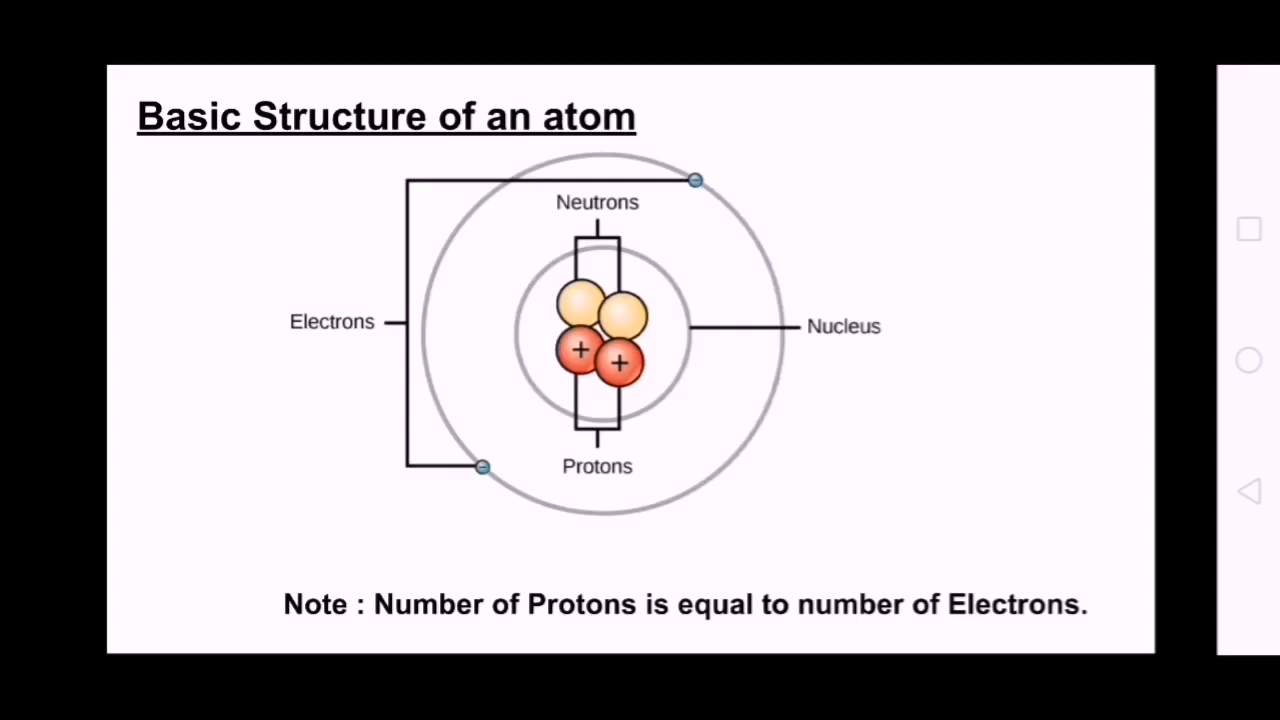 Basic Structure of an atom
Neutrons
Electrons
Nucleus
+
+
Protons
Note : Number of Protons is equal to number of Electrons.